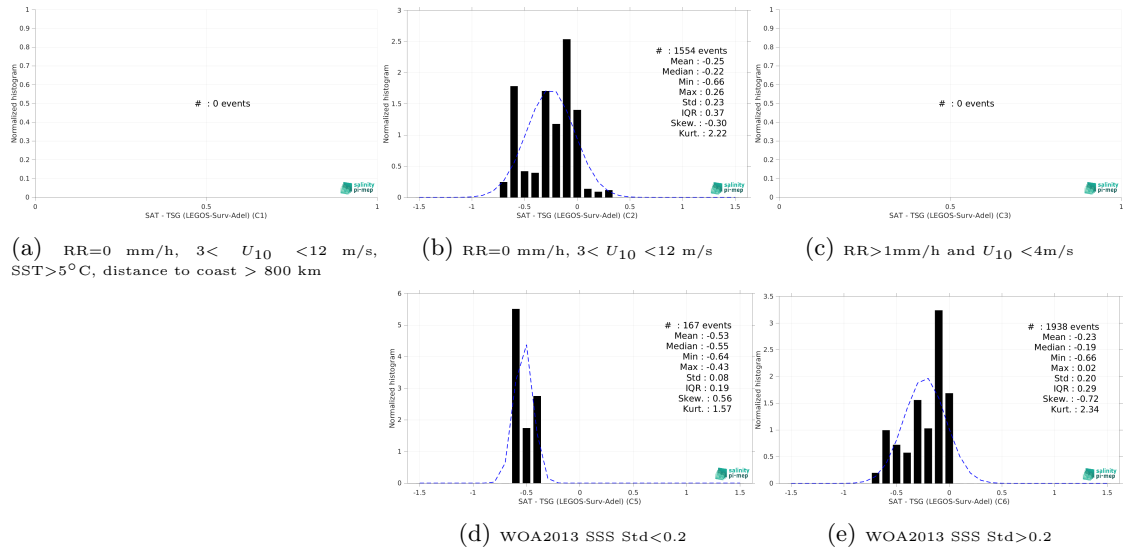 1
0.9
0.8
0.7
0.6
0.5
0.4
0.3
0.2
0.1
0
Normalized histogram
# : 0 events
salinity
pi-mep
0 0.5 1
SAT - TSG (LEGOS-Surv-Adel) (C1)
(a) RR=0 mm/h, 3< U10 <12 m/s,
SST>5°C, distance to coast > 800 km
3
2.5
2
1.5
1
0.5
0
Normalized histogram
# : 1554 events
Mean : -0.25
Median : -0.22
Min : -0.66
Max : 0.26
Std : 0.23
IQR : 0.37
Skew. : -0.30
Kurt. : 2.22
salinity
pi-mep
-1.5 -1 -0.5 0 0.5 1 1.5
SAT - TSG (LEGOS-Surv-Adel) (C2)
(b) RR=0 mm/h, 3< U10 <12 m/s
1
0.9
0.8
0.7
0.6
0.5
0.4
0.3
0.2
0.1
0
Normalized histogram
# : 0 events
salinity
pi-mep
0 0.5 1
SAT - TSG (LEGOS-Surv-Adel) (C3)
(c) RR>1mm/h and U10 <4m/s
6
5
4
3
2
1
0
Normalized histogram
# : 167 events
Mean : -0.53
Median : -0.55
Min : -0.64
Max : -0.43
Std : 0.08
IQR : 0.19
Skew. : 0.56
Kurt. : 1.57
salinity
pi-mep
-1.5 -1 -0.5 0 0.5 1 1.5
SAT - TSG (LEGOS-Surv-Adel) (C5)
(d) WOA2013 SSS Std<0.2
3.5
3
2.5
2
1.5
1
0.5
0
Normalized histogram
# : 1938 events
Mean : -0.23
Median : -0.19
Min : -0.66
Max : 0.02
Std : 0.20
IQR : 0.29
Skew. : -0.72
Kurt. : 2.34
salinity
pi-mep
-1.5 -1 -0.5 0 0.5 1 1.5
SAT - TSG (LEGOS-Surv-Adel) (C6)
(e) WOA2013 SSS Std>0.2